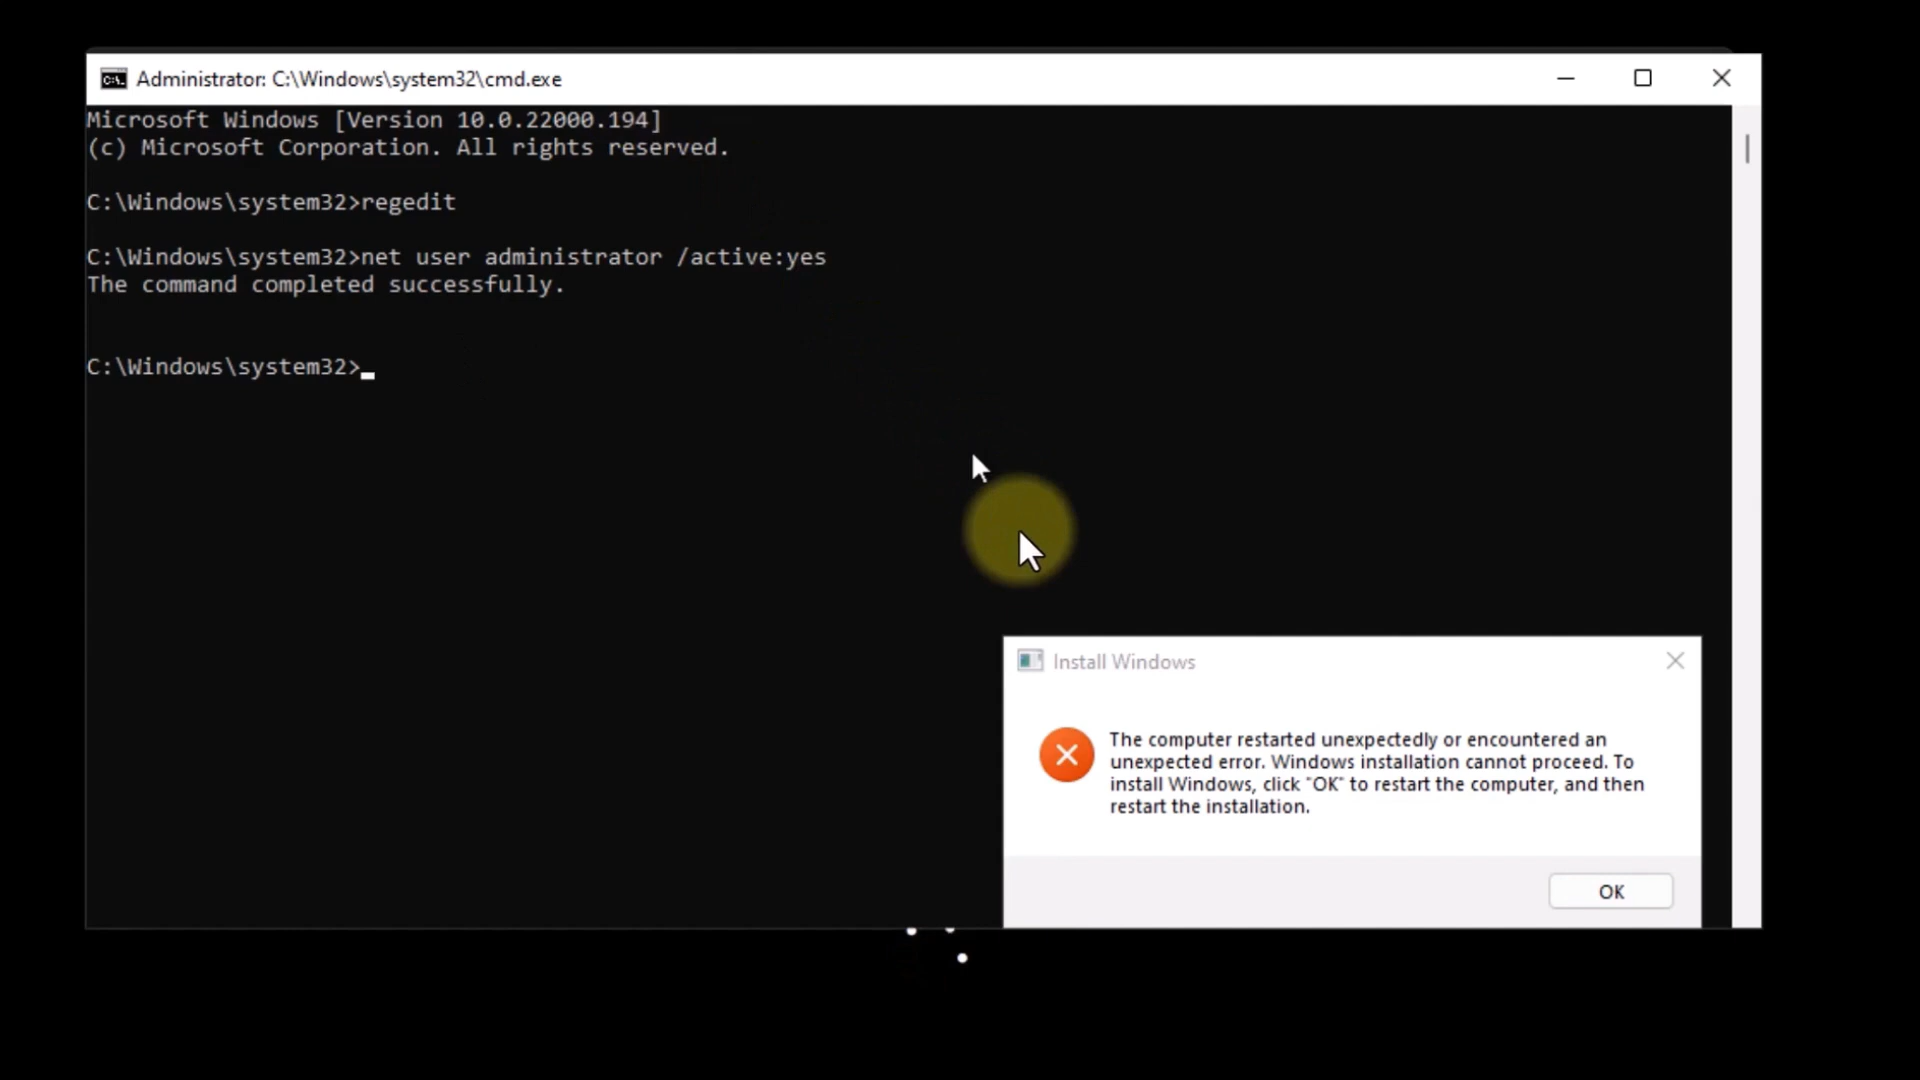 Administrator: C:\Windows\system32\cmd.exe
Microsoft Windows [Version 10.0.22000.194]
(c) Microsoft Corporation. All rights reserved.
C:\Windows\system32>regedit
C:\Windows\system32>net user administrator /active:yes
The command completed successfully.
C:\Windows\system32>
Install Windows
The computer restarted unexpectedly or encountered an
unexpected error. Windows installation cannot proceed. To
install Windows, click "OK" to restart the computer, and then
restart the installation.
OK